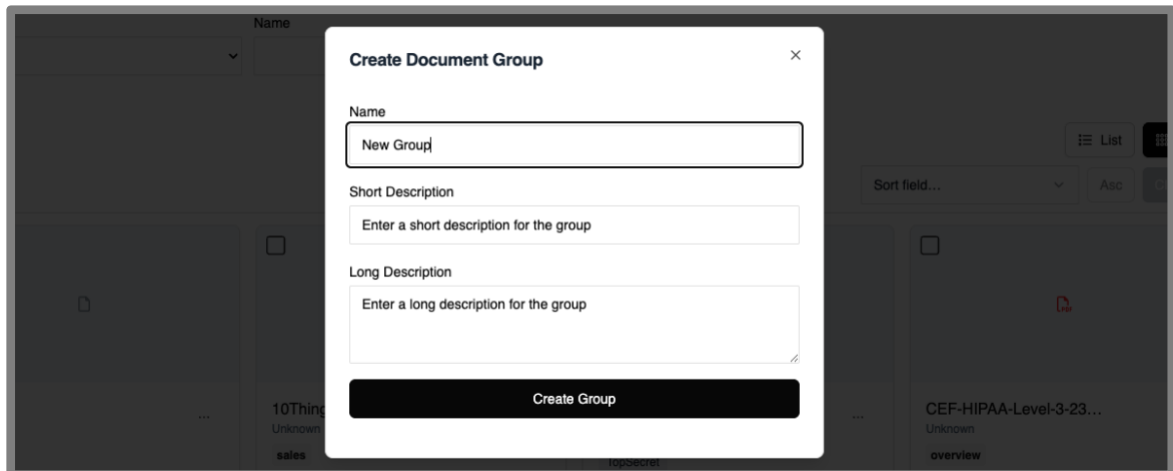 Name
Create Document Group
Name
New Group
Short Description
Enter a short description for the group
Long Description
Enter a long description for the group
Create Group
List
Sort field...
Asc
...
10Thing
Unknown
sales
...
TopSecret
CEF-HIPAA-Level-3-23...
Unknown
overview
PDF